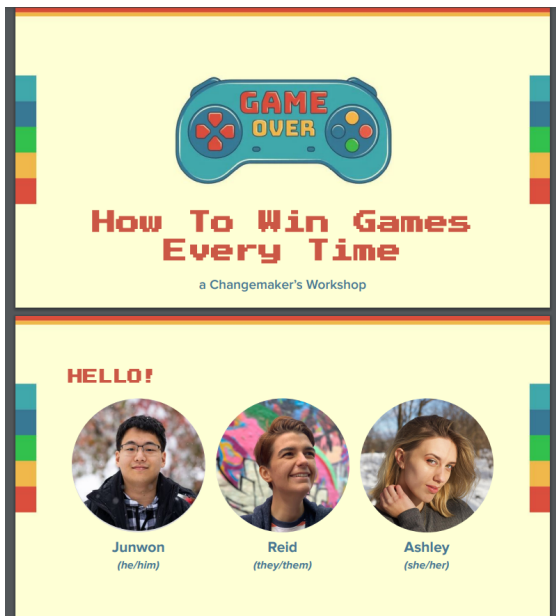 GAME
OVER
How To Win Games
Every Time
a Changemaker's Workshop
HELLO!
Junwon
(he/him)
Reid
(they/them)
Ashley
(she/her)